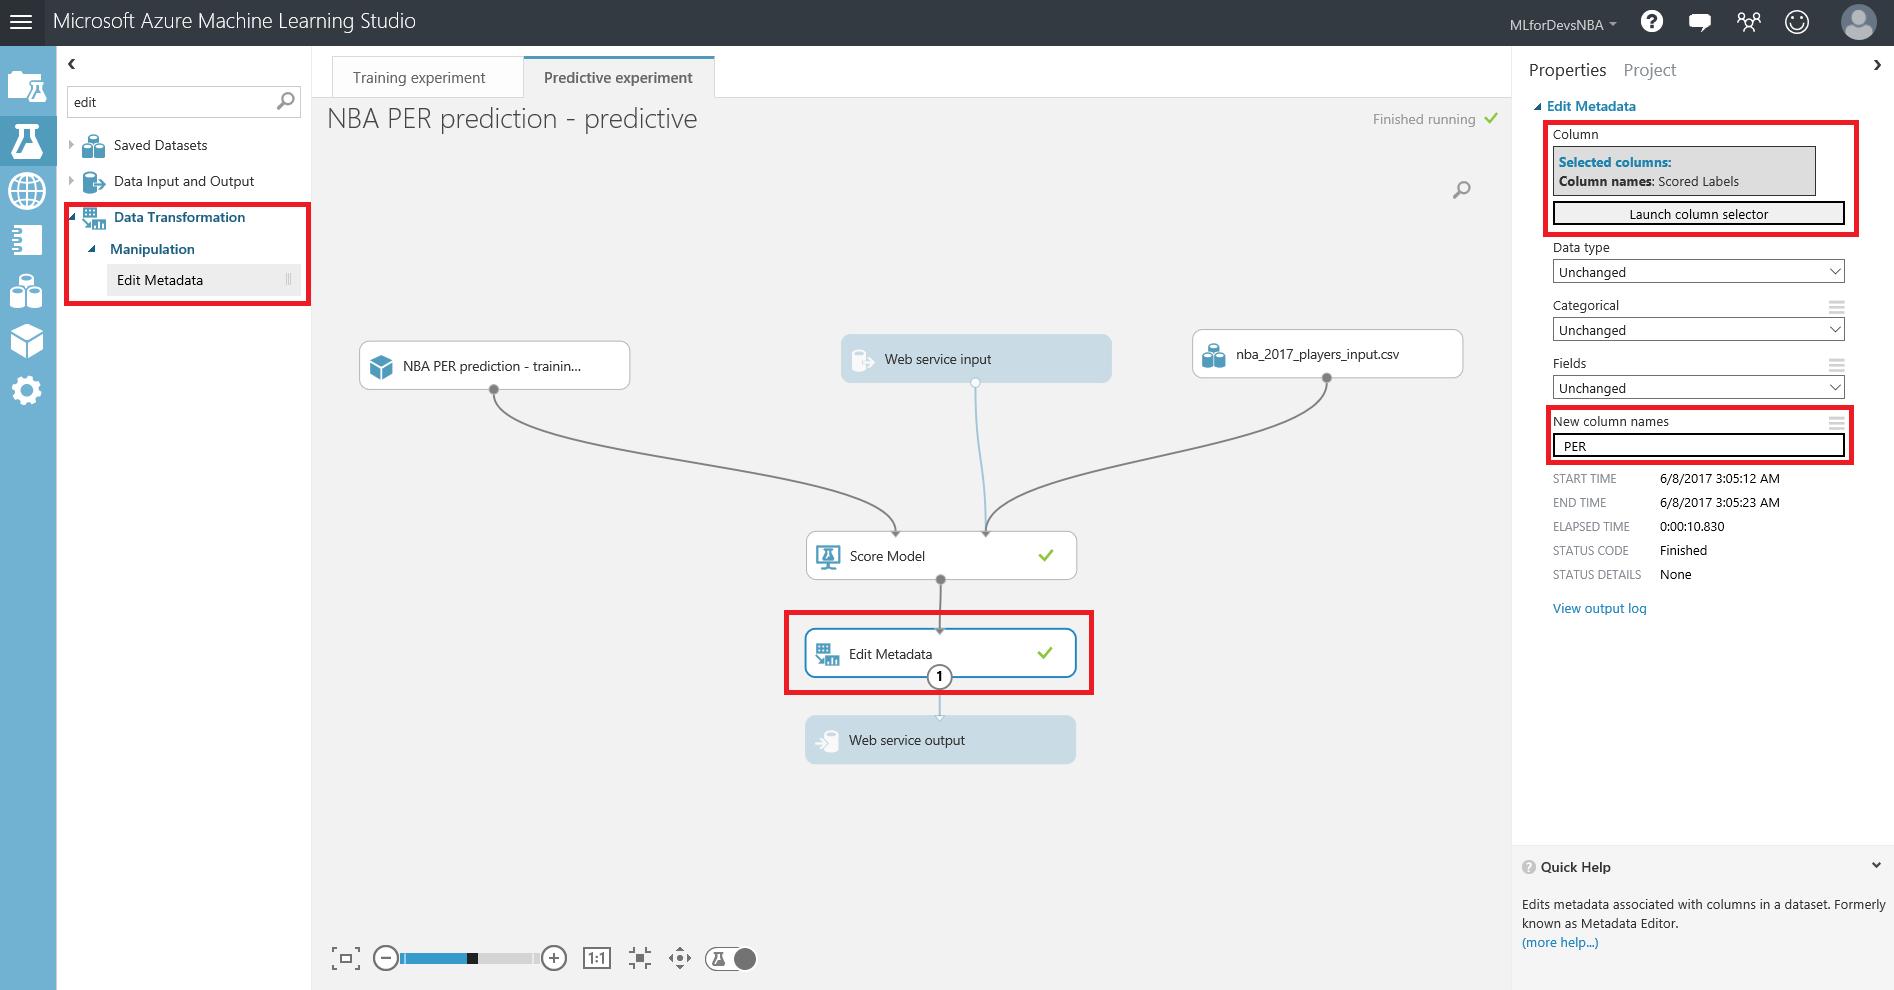 Microsoft Azure Machine Learning Studio
MLforDevsNBA
edit
Saved Datasets
Data Input and Output
Data Transformation
Manipulation
Edit Metadata
Training experiment
Predictive experiment
NBA PER prediction - predictive
Finished running
NBA PER prediction - trainin...
Web service input
nba_2017_players_input.csv
Score Model
Edit Metadata
1
Web service output
1:1
Properties
Project
Edit Metadata
Column
Selected columns:
Column names: Scored Labels
Launch column selector
Data type
Unchanged
Categorical
Unchanged
Fields
Unchanged
New column names
PER
START TIME 6/8/2017 3:05:12 AM
END TIME 6/8/2017 3:05:23 AM
ELAPSED TIME 0:00:10.830
STATUS CODE Finished
STATUS DETAILS None
View output log
Quick Help
Edits metadata associated with columns in a dataset. Formerly
known as Metadata Editor.
(more help...)